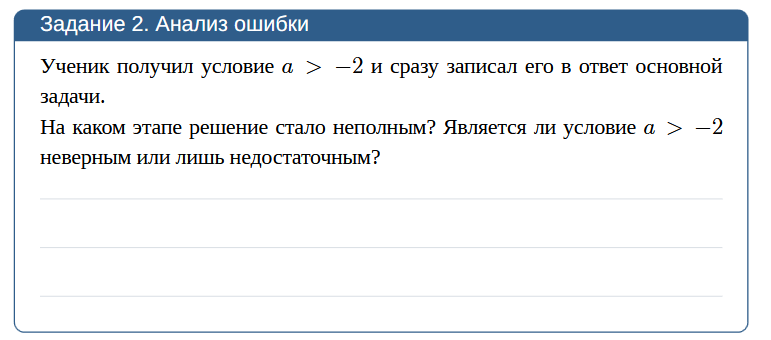 Задание 2. Анализ ошибки
Ученик получил условие a > −2 и сразу записал его в ответ основной
задачи.
На каком этапе решение стало неполным? Является ли условие a > −2
неверным или лишь недостаточным?